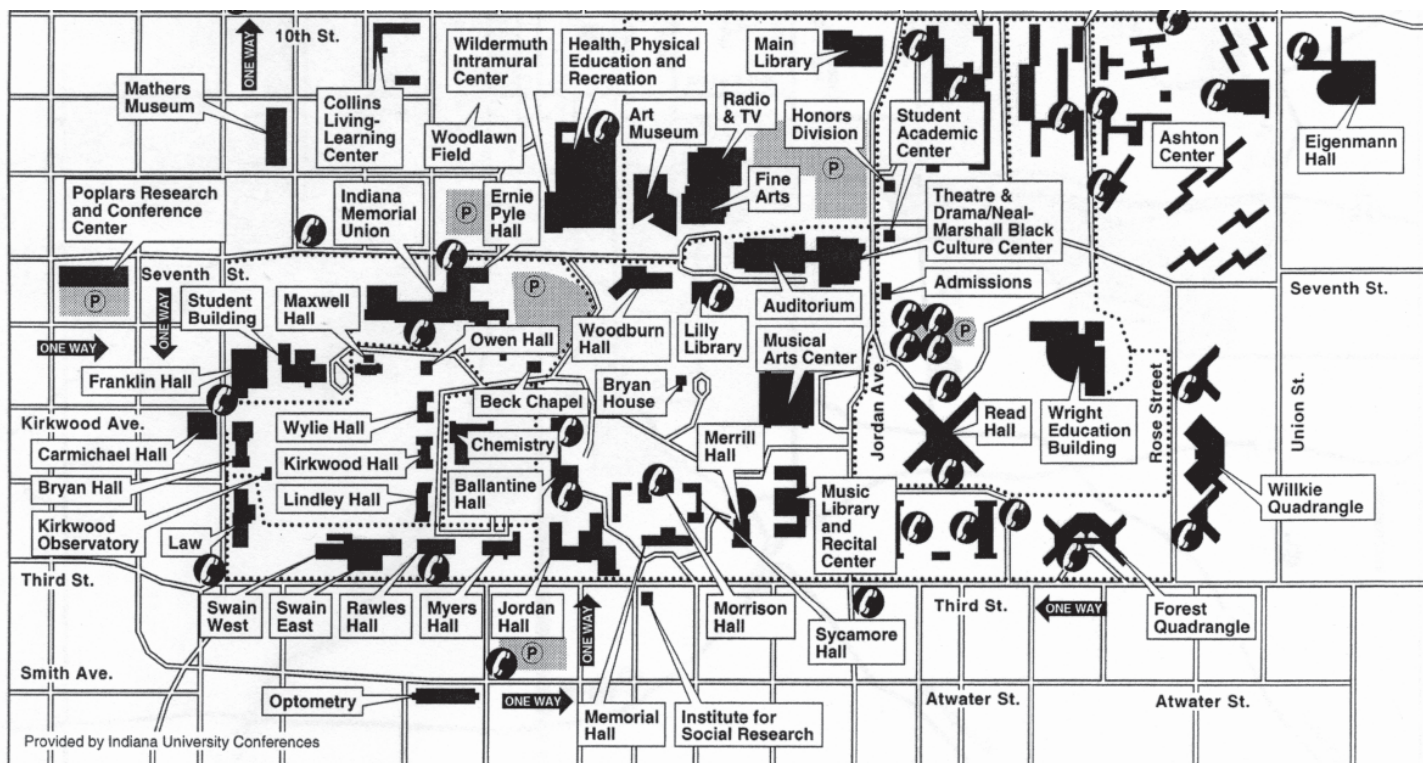 ONE WAY
10th St.
Wildermuth
Intramural
Center
Health, Physical
Education and
Recreation
Main
Library
Mathers
Museum
Collins
Living-
Learning
Center
Woodlawn
Field
Art
Museum
Radio
& TV
Honors
Division
Student
Academic
Center
Ashton
Center
Eigenmann
Hall
Poplars Research
and Conference
Center
Indiana
Memorial
Union
P
Ernie
Pyle
Hall
Fine
Arts
P
Theatre &
Drama/Neal-
Marshall Black
Culture Center
Seventh St.
P
ONE WAY
Student
Building
Maxwell
Hall
P
Auditorium
Admissions
Seventh St.
ONE WAY
Franklin Hall
Owen Hall
Woodburn
Hall
Lilly
Library
Musical
Arts Center
P
Beck Chapel
Bryan
House
Kirkwood Ave.
Carmichael Hall
Wylie Hall
Chemistry
Merrill
Hall
Jordan Ave.
Read
Hall
Wright
Education
Building
Rose Street
Union St.
Bryan Hall
Kirkwood Hall
Ballantine
Hall
Kirkwood
Observatory
Law
Lindley Hall
Music
Library
and
Recital
Center
Willkie
Quadrangle
Third St.
Swain
West
Swain
East
Rawles
Hall
Myers
Hall
Jordan
Hall
ONE WAY
Morrison
Hall
Sycamore
Hall
Third St.
ONE WAY
Forest
Quadrangle
P
Smith Ave.
Optometry
ONE WAY
Memorial
Hall
Institute for
Social Research
Atwater St.
Atwater St.
Provided by Indiana University Conferences